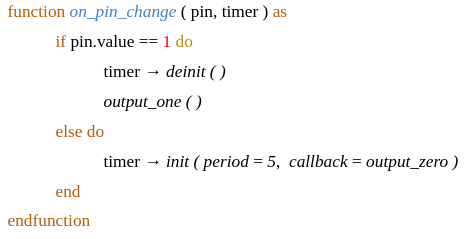 function on_pin_change ( pin, timer ) as
if pin.value == 1 do
timer → deinit ( )
output_one ( )
else do
timer → init ( period = 5, callback = output_zero )
end
endfunction